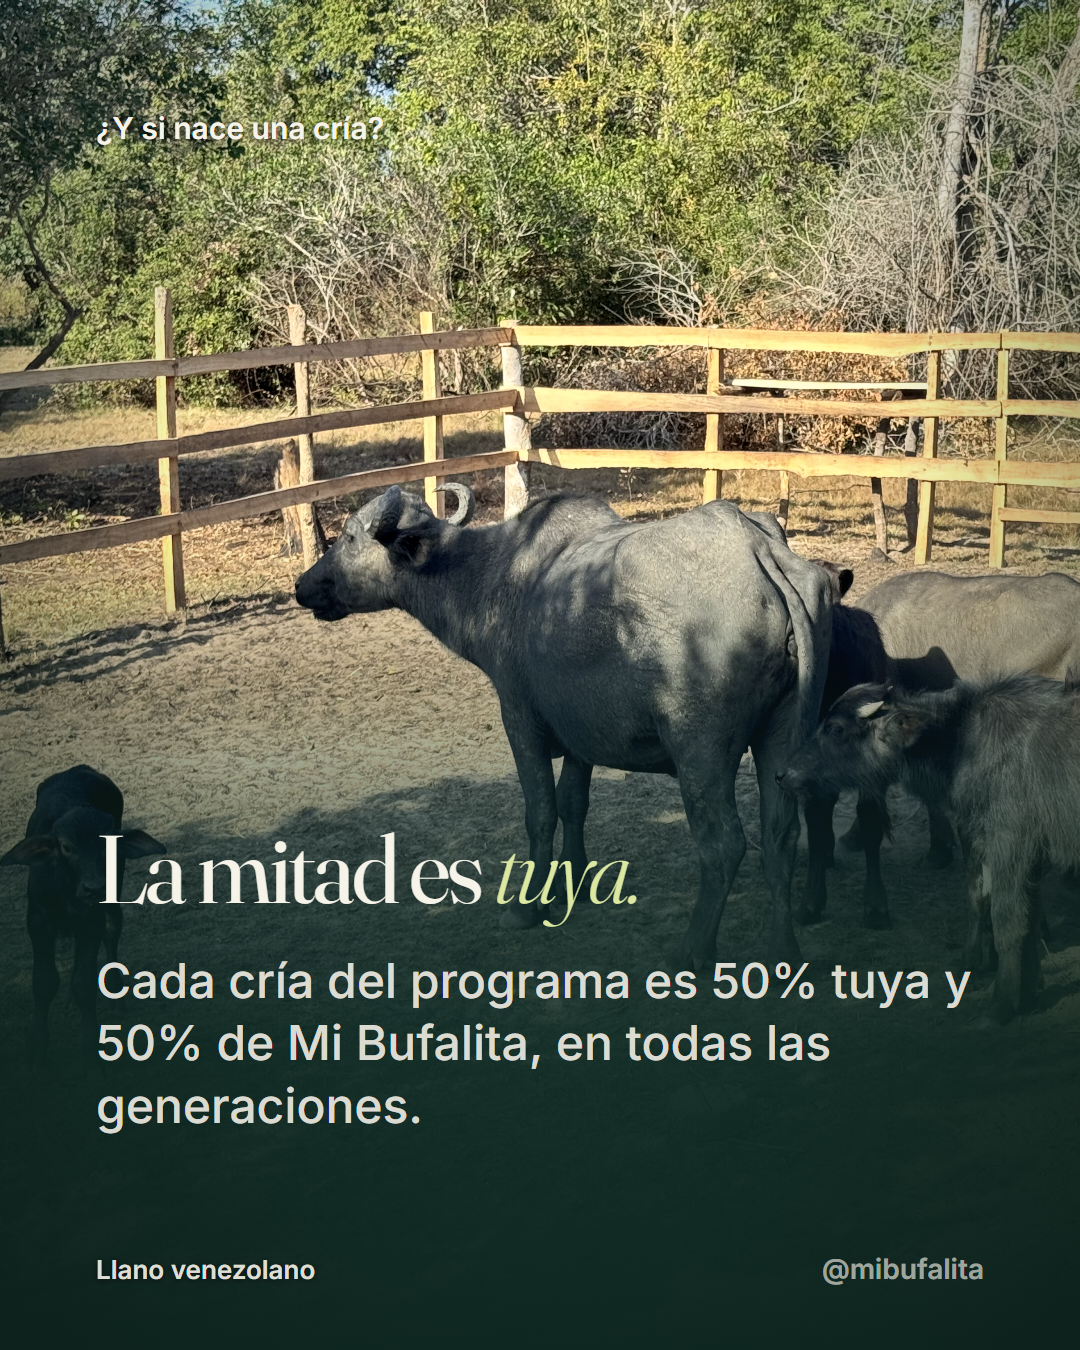 ¿Y si nace una cría?
La mitad es tuya.
Cada cría del programa es 50% tuya y
50% de Mi Bufalita, en todas las
generaciones.
Llano venezolano
@mibufalita